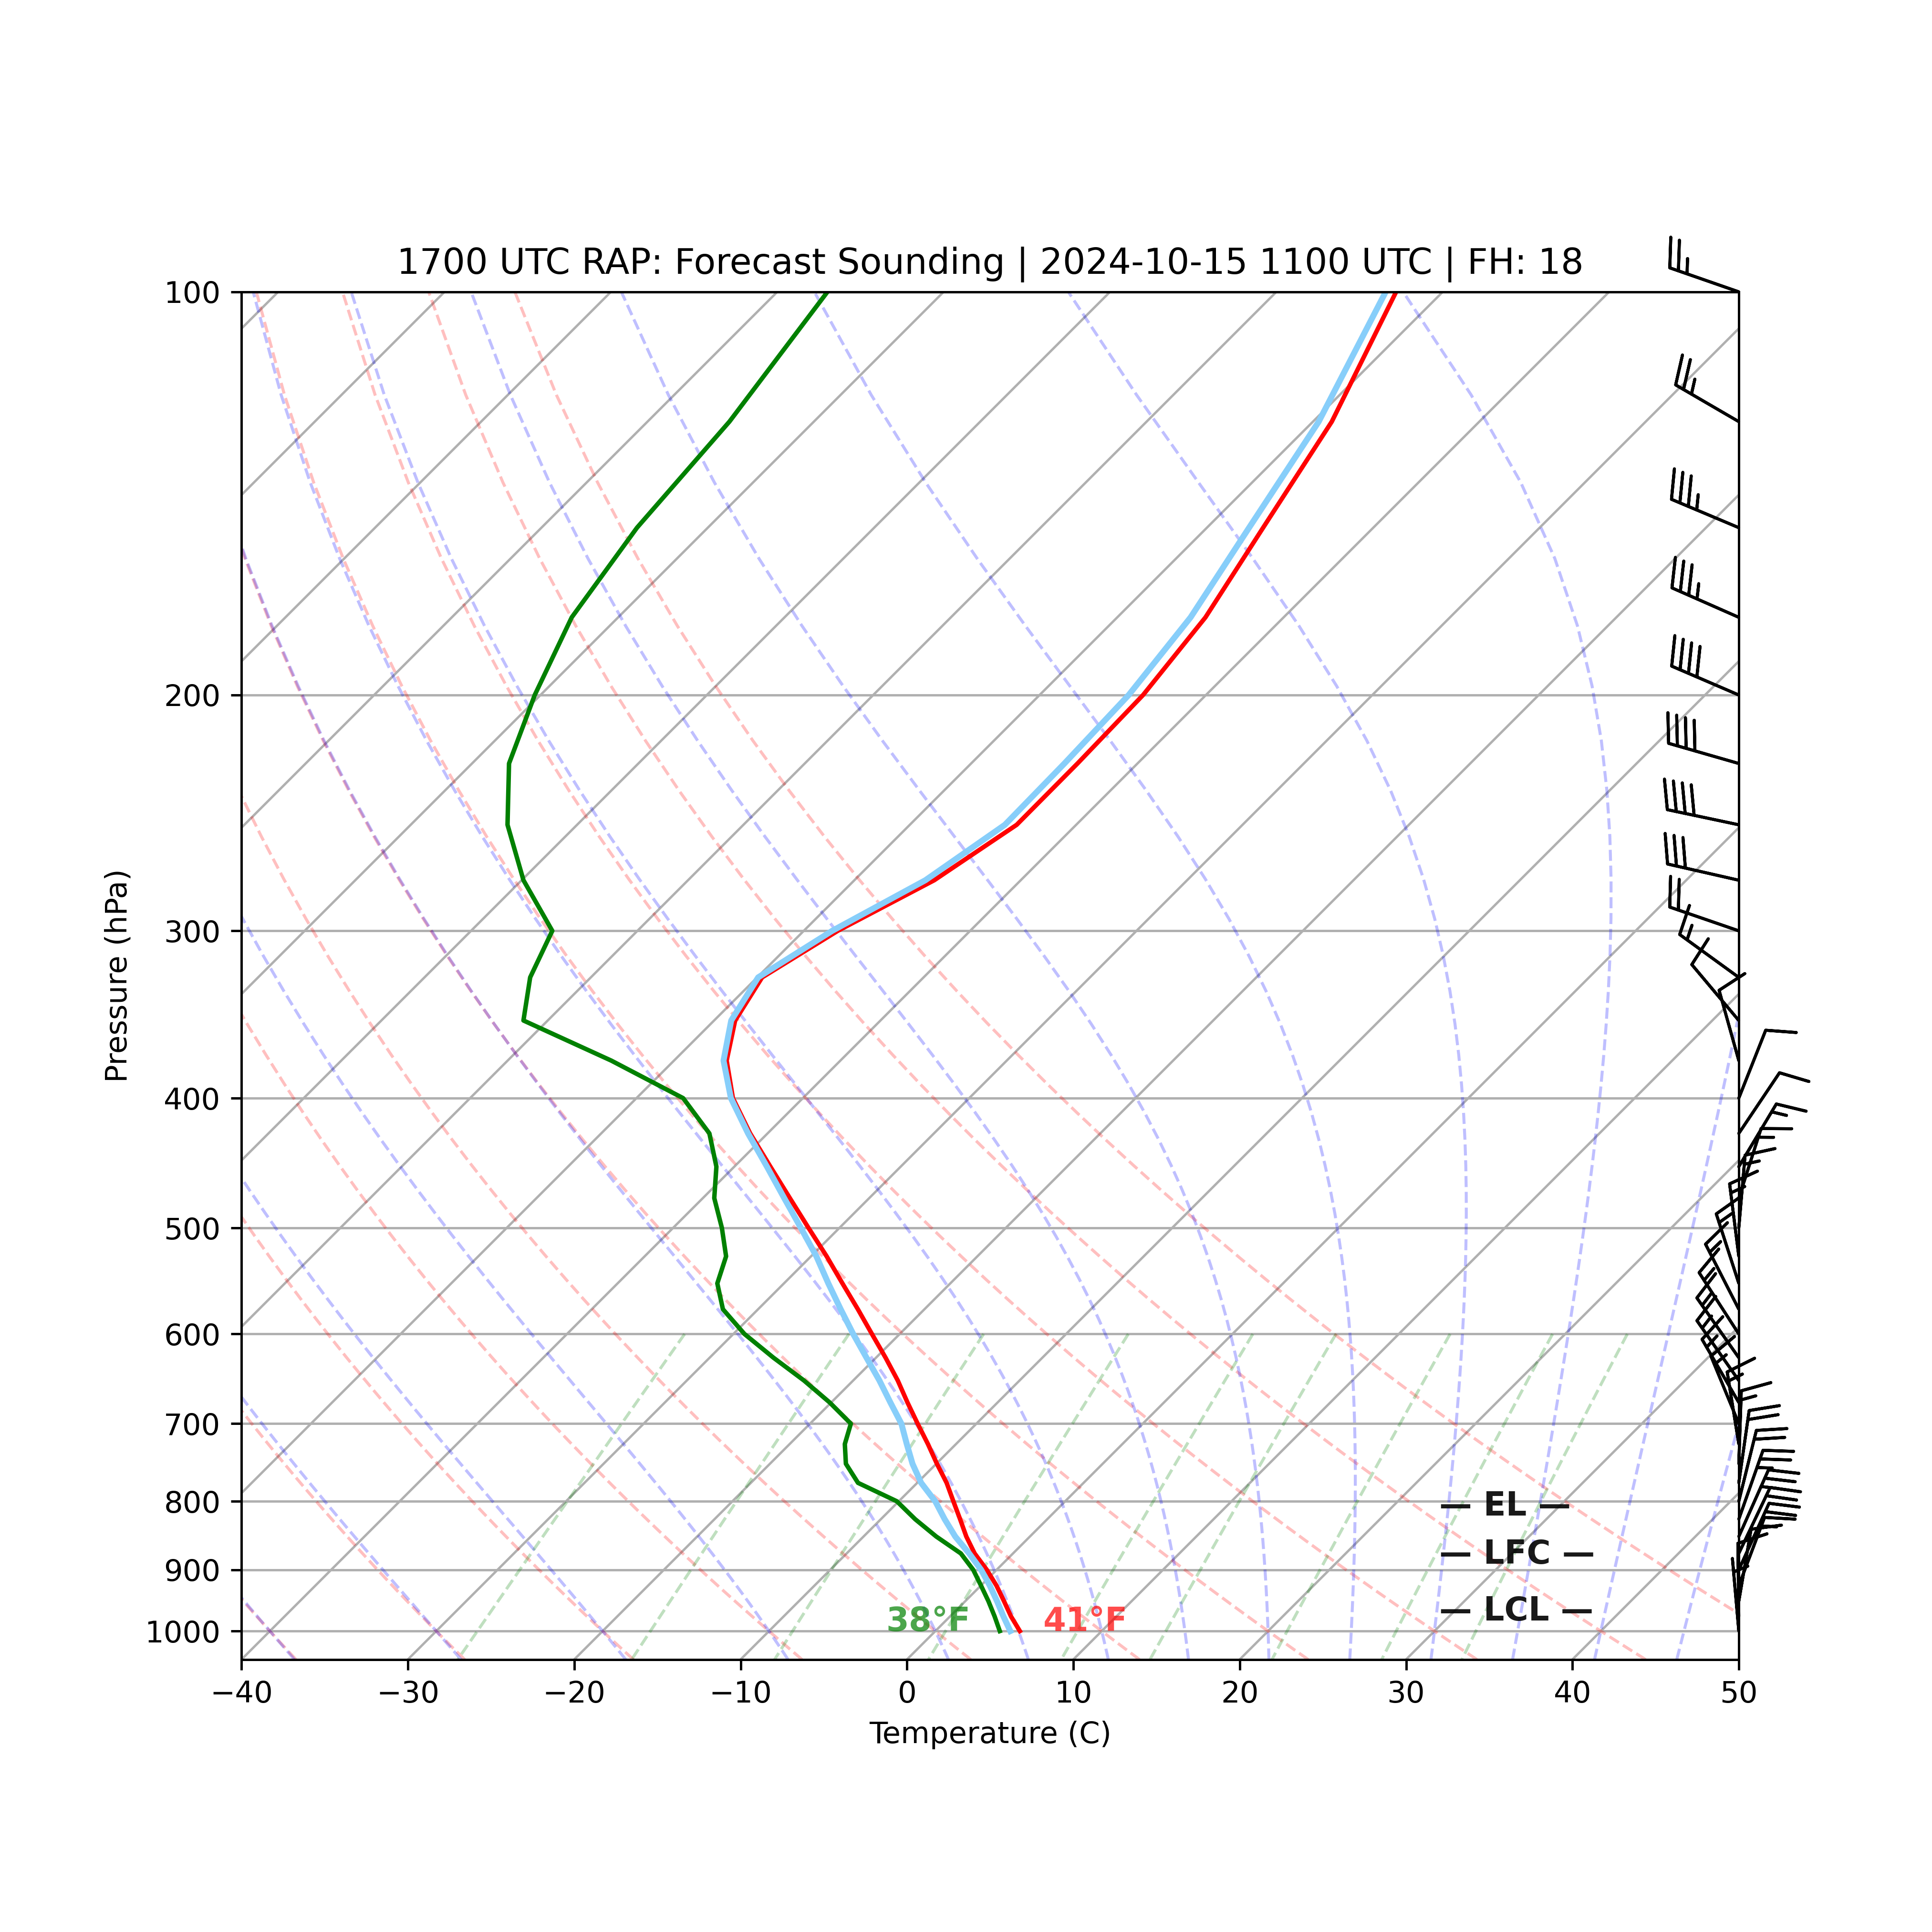 1700 UTC RAP: Forecast Sounding | 2024-10-15 1100 UTC | FH: 18
100
200
300
400
500
600
700
800
900
1000
Pressure (hPa)
— EL —
— LFC —
— LCL —
38°F 41°F
−40 −30 −20 −10 0 10 20 30 40 50
Temperature (C)